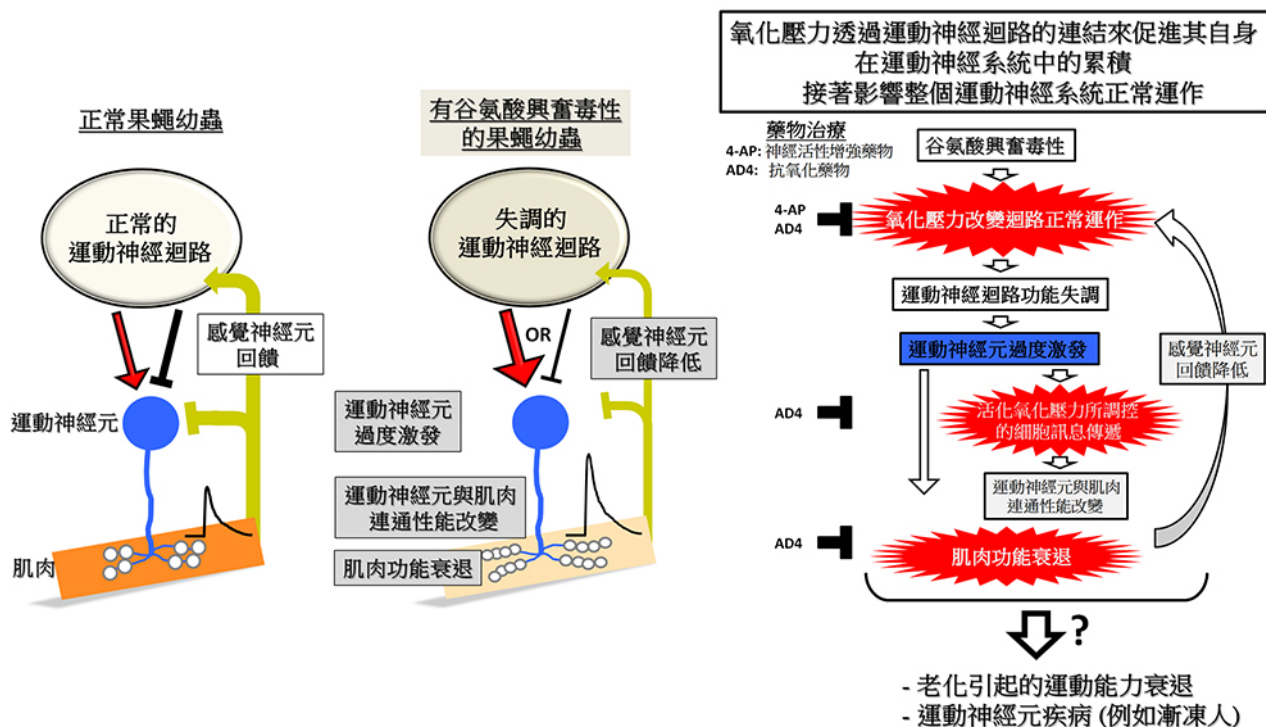 正常果蠅幼蟲
正常的
運動神經迴路
感覺神經元
回饋
運動神經元
肌肉
有谷氨酸興奮毒性
的果蠅幼蟲
失調的
運動神經迴路
OR
感覺神經元
回饋降低
運動神經元
過度激發
運動神經元與肌肉
連通性能改變
肌肉功能衰退
氧化壓力透過運動神經迴路的連結來促進其自身
在運動神經系統中的累積
接著影響整個運動神經系統正常運作
藥物治療
4-AP: 神經活性增強藥物
AD4: 抗氧化藥物
谷氨酸興奮毒性
4-AP
AD4
氧化壓力改變迴路正常運作
運動神經迴路功能失調
運動神經元過度激發
感覺神經元
回饋降低
AD4
活化氧化壓力所調控
的細胞訊息傳遞
運動神經元與肌肉
連通性能改變
AD4
肌肉功能衰退
?
- 老化引起的運動能力衰退
- 運動神經元疾病 (例如漸凍人)